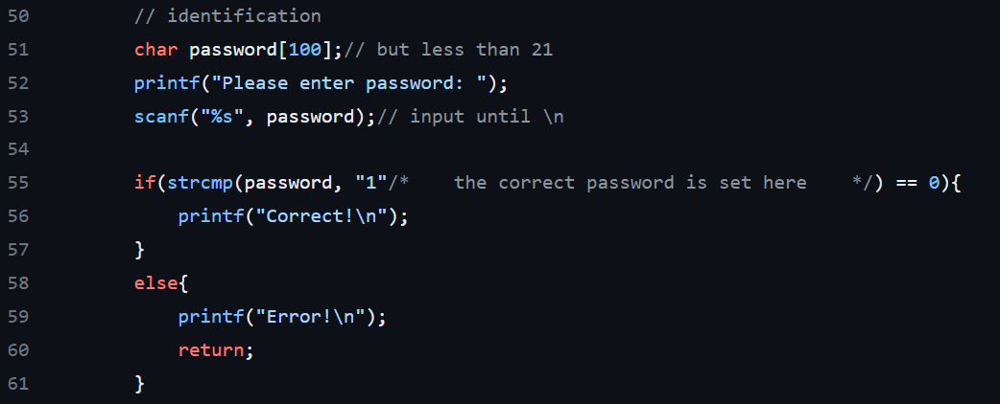 50 // identification
51 char password[100];// but less than 21
52 printf("Please enter password: ");
53 scanf("%s", password);// input until \n
54
55 if(strcmp(password, "1"/*    the correct password is set here    */) == 0){
56     printf("Correct!\n");
57 }
58 else{
59     printf("Error!\n");
60     return;
61 }